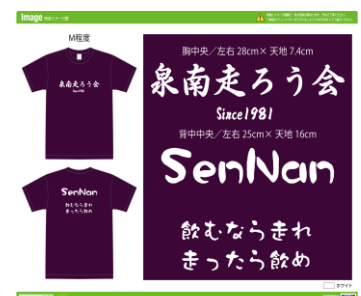 Image
M程度
泉南走ろう会
Since1981
SenNan
飲むなら走れ
走ったら飲め
胸中央／左右 28cm× 天地 7.4cm
泉南走ろう会
Since1981
背中中央／左右 25cm× 天地 16cm
SenNan
飲むなら走れ
走ったら飲め
ホワイト